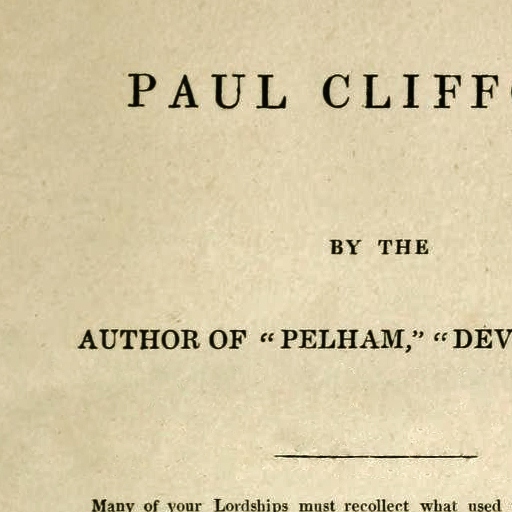 PAUL CLIFF
BY THE
AUTHOR OF “PELHAM,” “DEV
Many of your Lordships must recollect what used